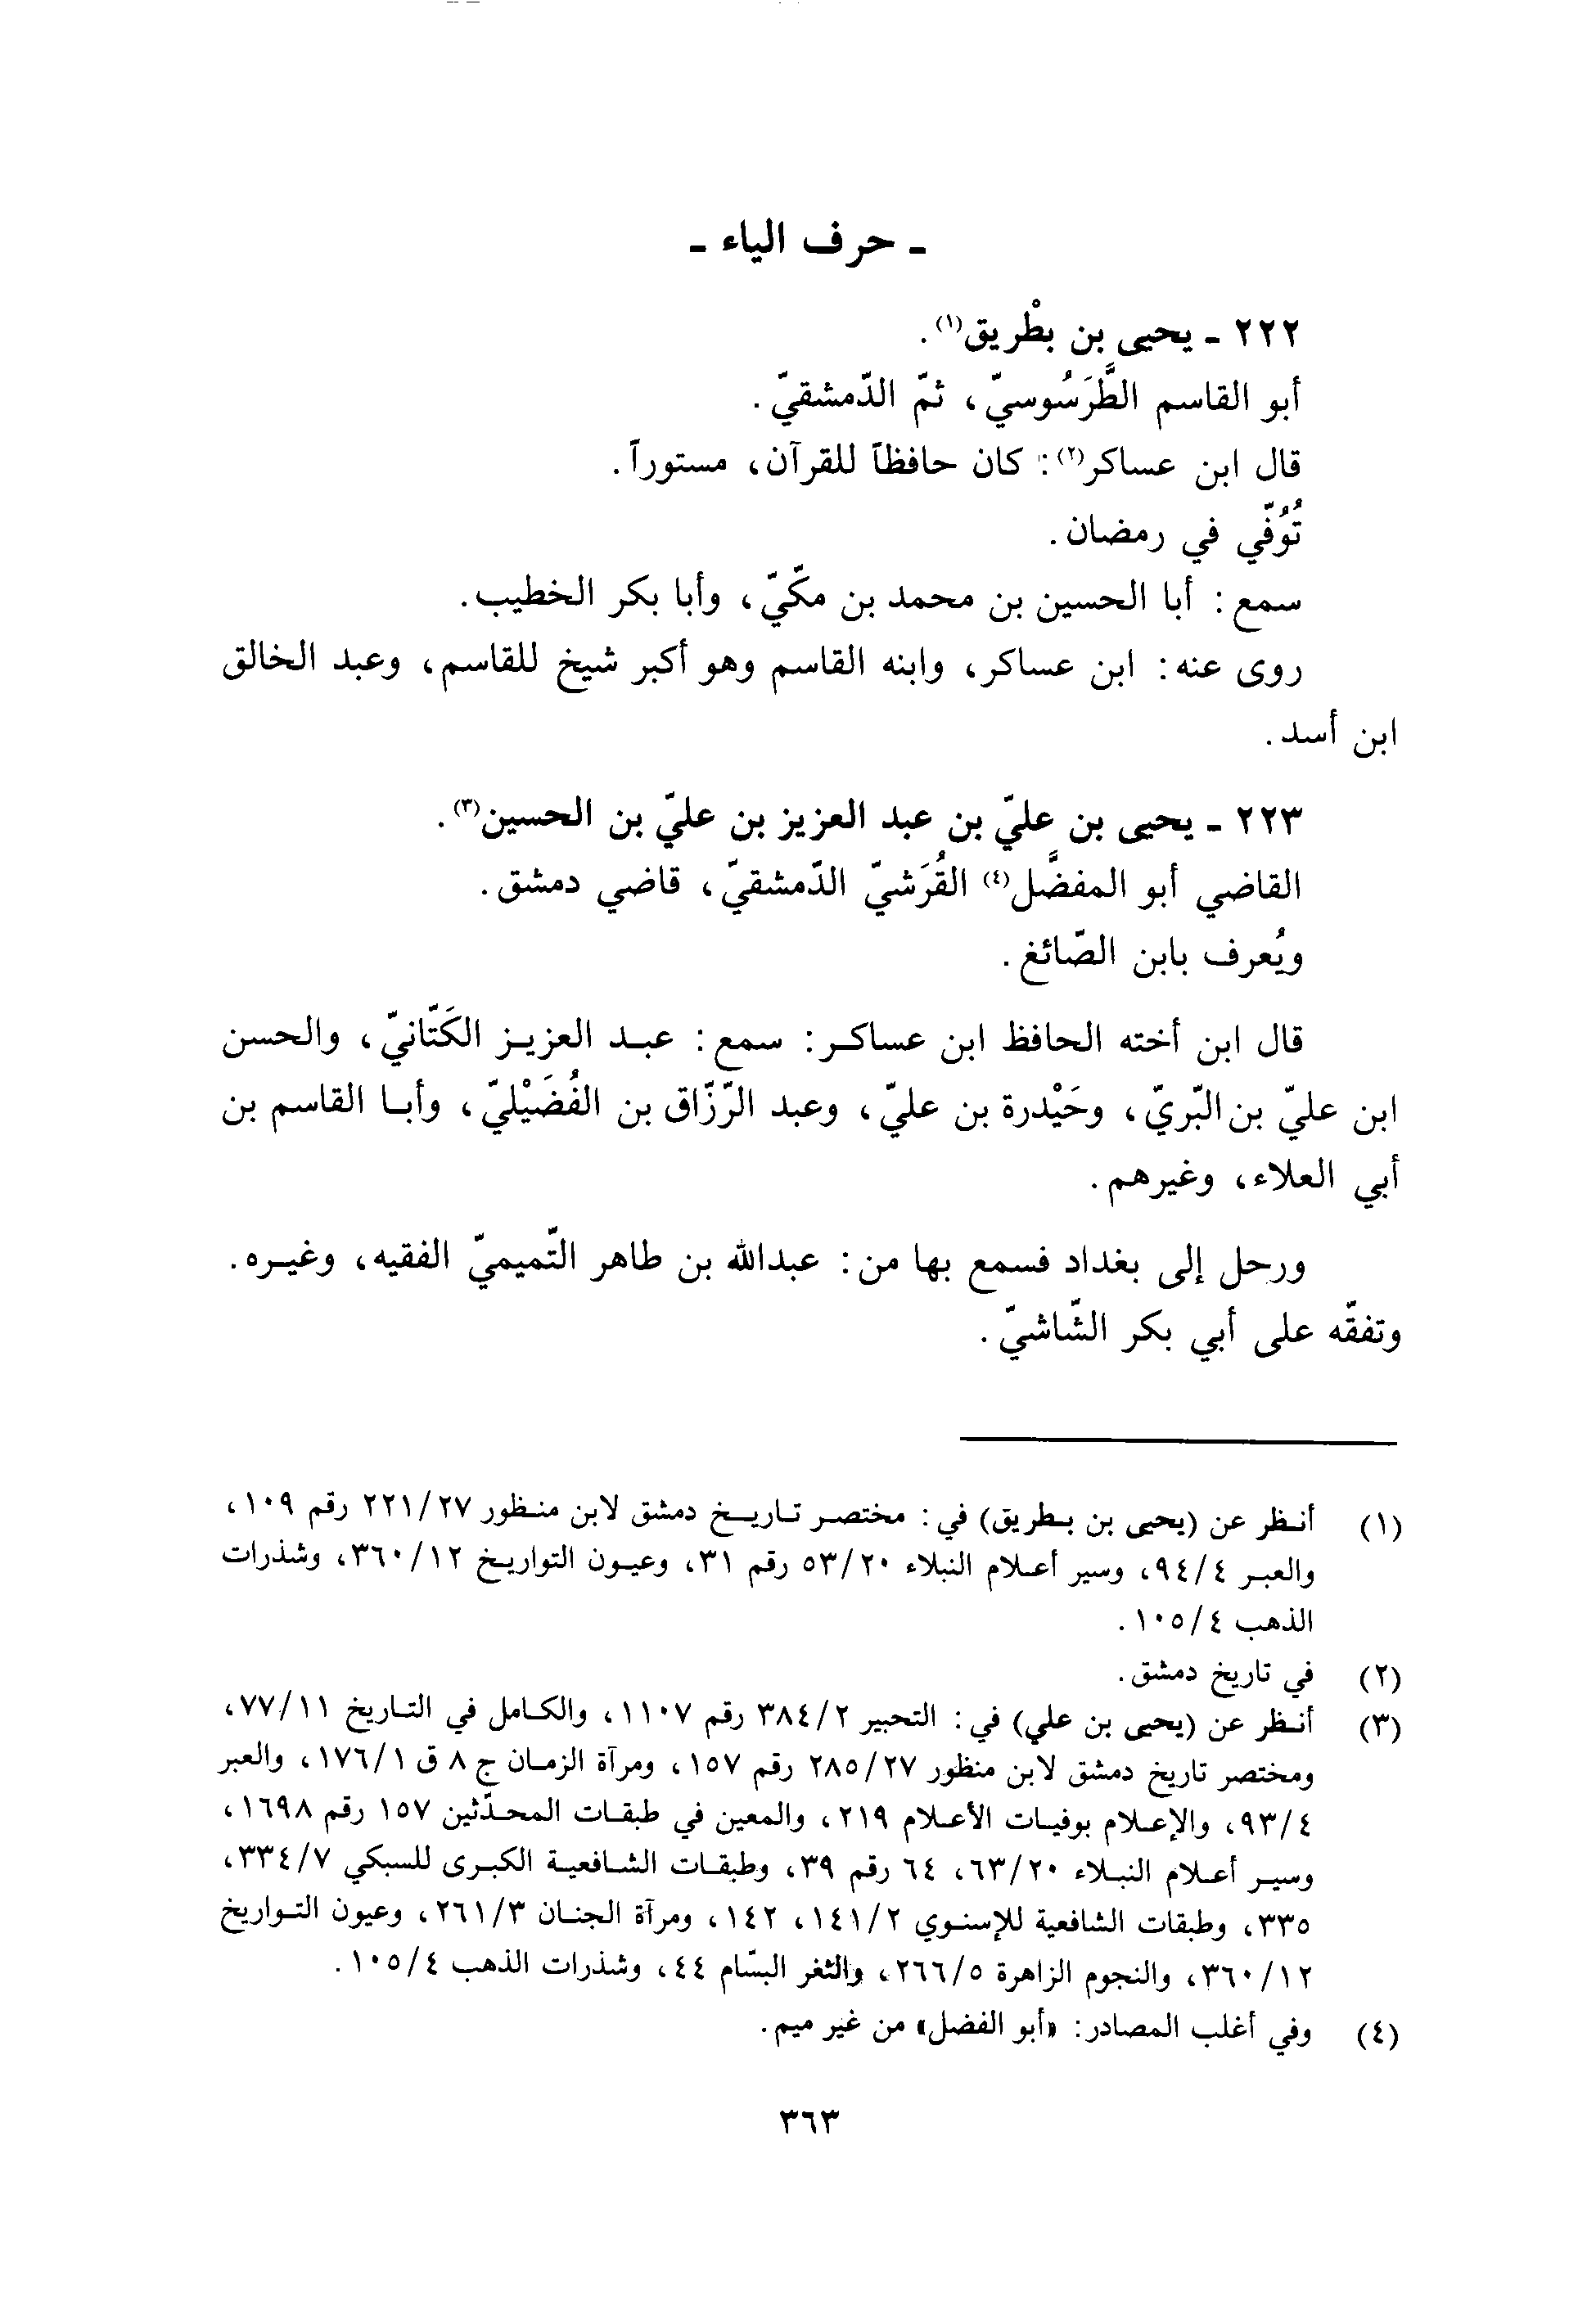 ـ حرف الياء ـ
٢٢٢ ـ يحيى بن بطْريق(١).
أبو القاسم الطَّرَسُوسيّ، ثمّ الدّمشقيّ.
قال ابن عساكر(٢): كان حافظاً للقرآن، مستوراً.
تُوُفّي في رمضان.
سمع: أبا الحسين بن محمد بن مكّيّ، وأبا بكر الخطيب.
روى عنه: ابن عساكر، وابنه القاسم وهو أكبر شيخ للقاسم، وعبد الخالق
ابن أسد.
٢٢٣ ـ يحيى بن عليّ بن عبد العزيز بن عليّ بن الحسين(٣).
القاضي أبو المفضَّل(٤) القُرَشيّ الدّمشقيّ، قاضي دمشق.
ويُعرف بابن الصّائغ.
قال ابن أخته الحافظ ابن عساكر: سمع: عبد العزيز الكَتّانيّ، والحسن
ابن عليّ بن البّريّ، وحَيْدرة بن عليّ، وعبد الرّزّاق بن الفُضَيْليّ، وأبا القاسم بن
أبي العلاء، وغيرهم.
ورحل إلى بغداد فسمع بها من: عبدالله بن طاهر التّميميّ الفقيه، وغيره.
وتفقّه على أبي بكر الشّاشيّ.
(١) أنظر عن (يحيى بن بطريق) في: مختصر تاريخ دمشق لابن منظور ٢٢١/٢٧ رقم ١٠٩،
والعبر ٩٤/٤، وسير أعلام النبلاء ٥٣/٢٠ رقم ٣١، وعيون التواريخ ٣٦٠/١٢، وشذرات
الذهب ١٠٥/٤.
(٢) في تاريخ دمشق.
(٣) أنظر عن (يحيى بن علي) في: التحبير ٣٨٤/٢ رقم ١١٠٧، والكامل في التاريخ ٧٧/١١،
ومختصر تاريخ دمشق لابن منظور ٢٨٥/٢٧ رقم ١٥٧، ومرآة الزمان ج ٨ ق ١٧٦/١، والعبر
٩٣/٤، والإعلام بوفيات الأعلام ٢١٩، والمعين في طبقات المحدّثين ١٥٧ رقم ١٦٩٨،
وسير أعلام النبلاء ٦٣/٢٠، ٦٤ رقم ٣٩، وطبقات الشافعية الكبرى للسبكي ٣٣٤/٧،
٣٣٥، وطبقات الشافعية للإسنوي ١٤١/٢، ١٤٢، ومرآة الجنان ٢٦١/٣، وعيون التواريخ
٣٦٠/١٢، والنجوم الزاهرة ٢٦٦/٥، والثغر البسّام ٤٤، وشذرات الذهب ١٠٥/٤.
(٤) وفي أغلب المصادر: «أبو الفضل» من غير ميم.
٣٦٣